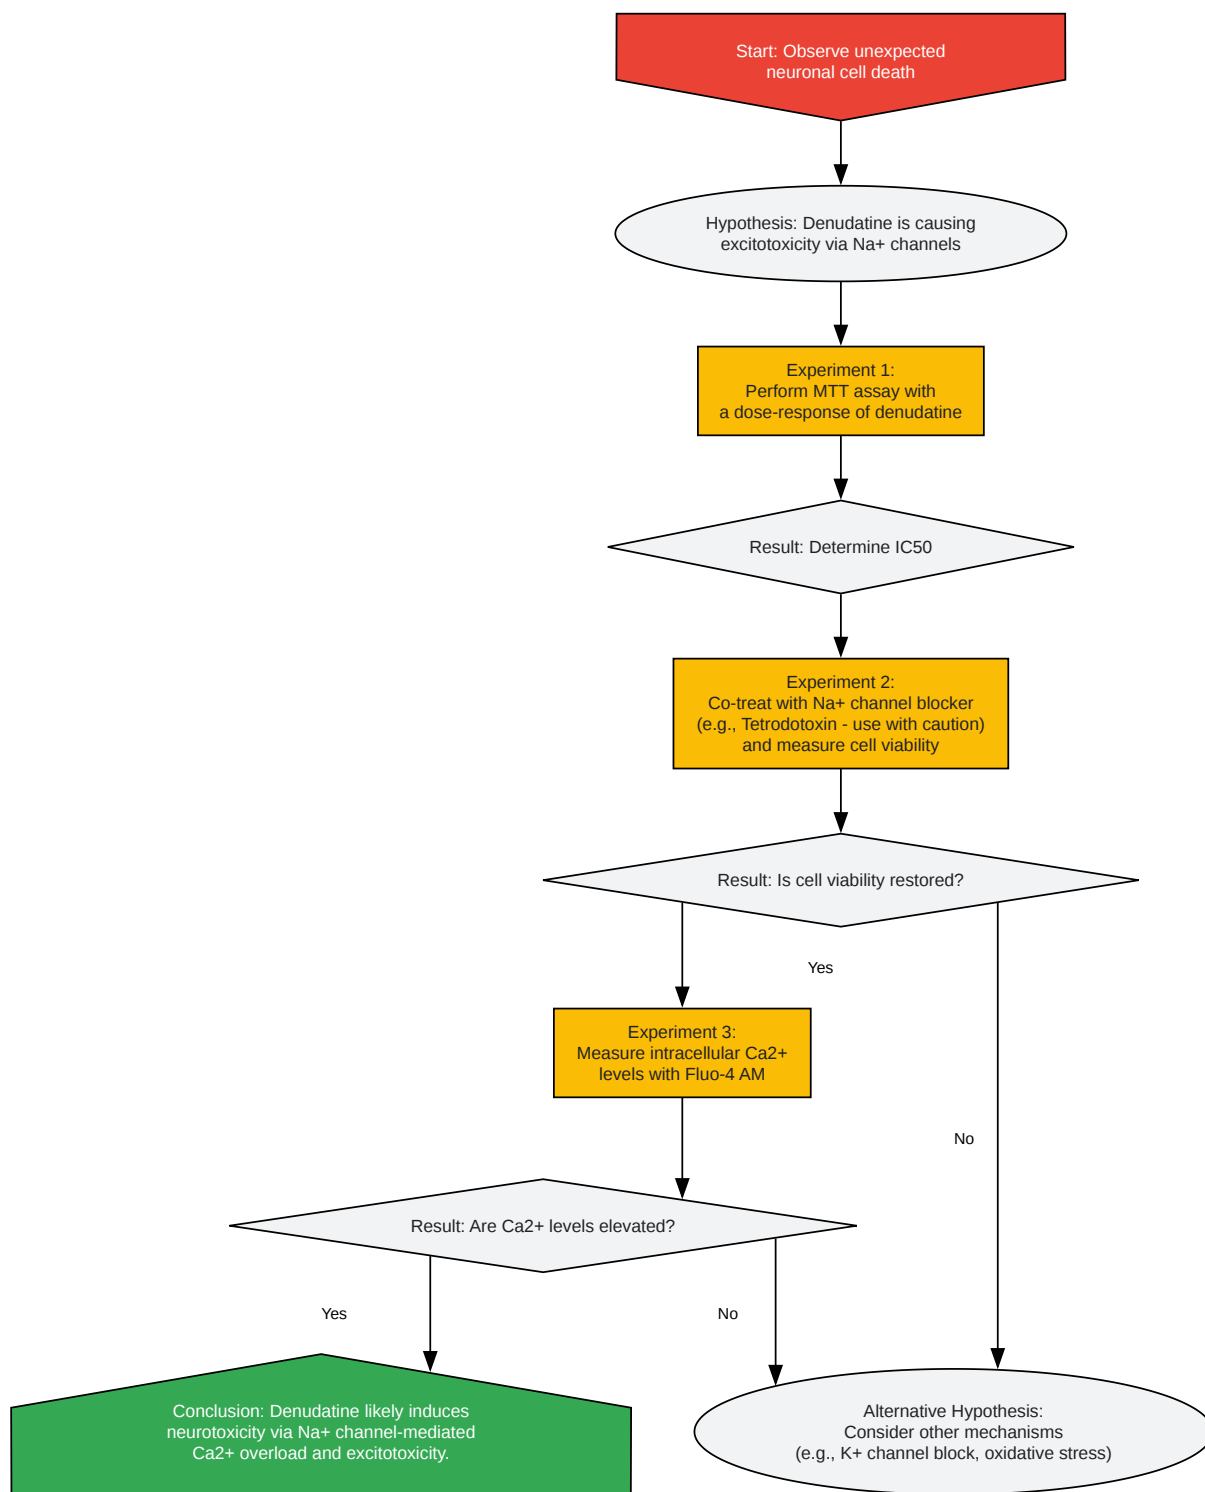 Start: Observe unexpected
neuronal cell death
Hypothesis: Denudatine is causing
excitotoxicity via Na+ channels
Experiment 1:
Perform MTT assay with
a dose-response of denudatine
Result: Determine IC50
Experiment 2:
Co-treat with Na+ channel blocker
(e.g., Tetrodotoxin - use with caution)
and measure cell viability
Result: Is cell viability restored?
Yes
Experiment 3:
Measure intracellular Ca2+
levels with Fluo-4 AM
No
Result: Are Ca2+ levels elevated?
Yes
No
Conclusion: Denudatine likely induces
neurotoxicity via Na+ channel-mediated
Ca2+ overload and excitotoxicity.
Alternative Hypothesis:
Consider other mechanisms
(e.g., K+ channel block, oxidative stress)